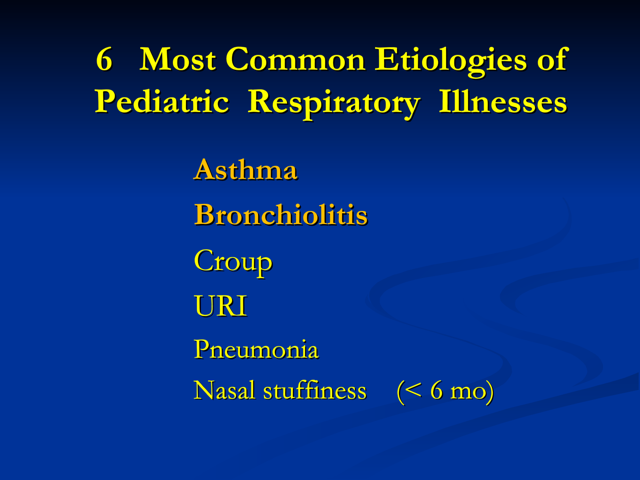 6 Most Common Etiologies of
Pediatric Respiratory Illnesses
Asthma
Bronchiolitis
Croup
URI
Pneumonia
Nasal stuffiness (< 6 mo)